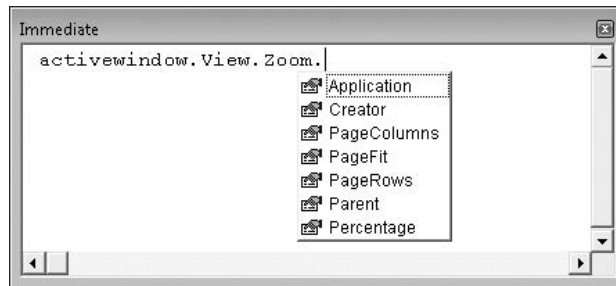 Immediate
activewindow.View.Zoom.
Application
Creator
PageColumns
PageFit
PageRows
Parent
Percentage